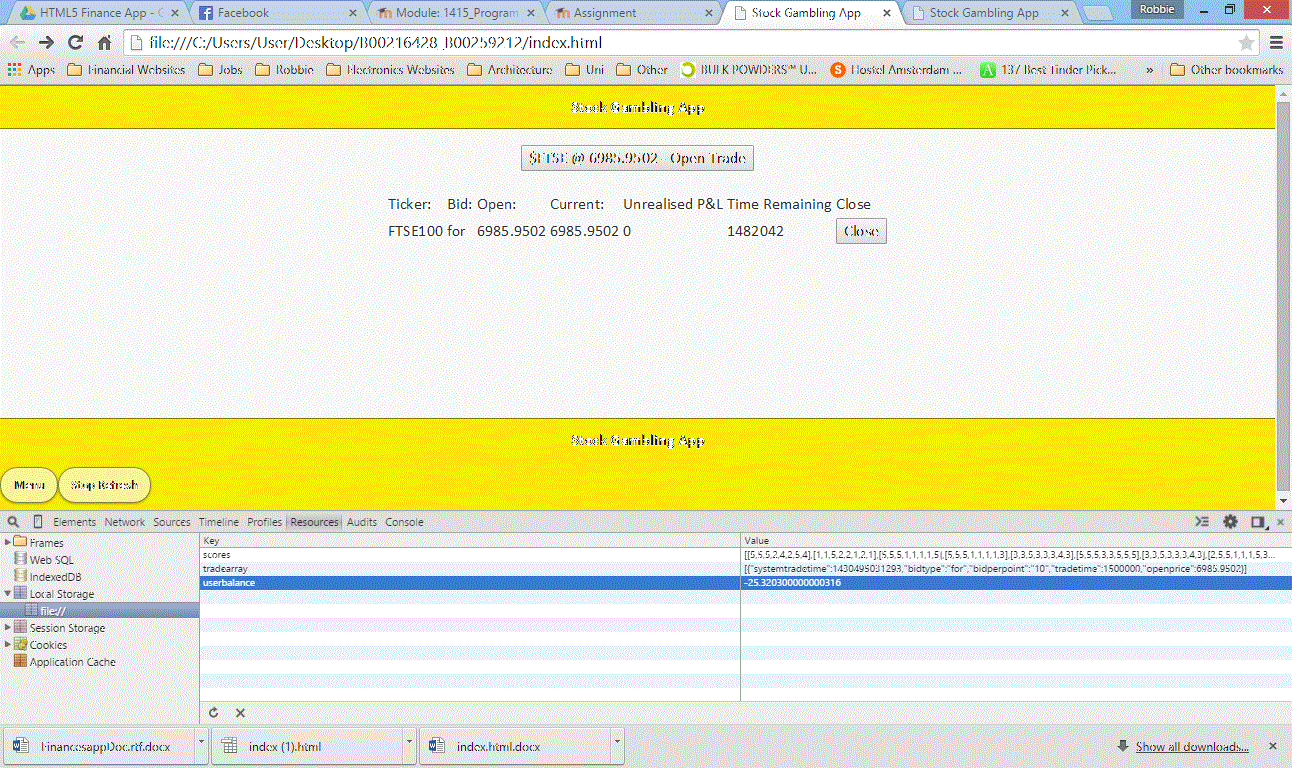 HTML5 Finance App - G Facebook Module: 1415_Program Assignment Stock Gambling App Stock Gambling App Robbie
file:///C:/Users/User/Desktop/B00216428_B00259212/index.html
Apps Financial Websites Jobs Robbie Electronics Websites Architecture Uni Other BULK POWDERS™ U... Hostel Amsterdam ... 137 Best Tinder Pick... » Other bookmarks
Stock Gambling App
$FTSE @ 6985.9502 - Open Trade
Ticker: Bid: Open: Current: Unrealised P&L Time Remaining Close
FTSE100 for 6985.9502 6985.9502 0 1482042 Close
Stock Gambling App
Menu Stop Refresh
Elements Network Sources Timeline Profiles Resources Audits Console
Frames
Web SQL
IndexedDB
Local Storage
file://
Session Storage
Cookies
Application Cache
Key Value
scores [[5,5,5,2,4,2,5,4],[1,1,5,2,2,1,2,1],[5,5,5,1,1,1,1,5],[5,5,5,1,1,1,1,3],[3,3,5,3,3,3,4,3],[5,5,5,3,3,5,5,5],[3,3,5,3,3,3,4,3],[2,5,5,1,1,1,5,3...
tradearray [{"systemtradetime":1430495031293,"bidtype":"for","bidperpoint":"10","tradetime":1500000,"openprice":6985.9502}]
userbalance -25.320300000000316
FinancesappDoc.rtf.docx index (1).html index.html.docx Show all downloads...